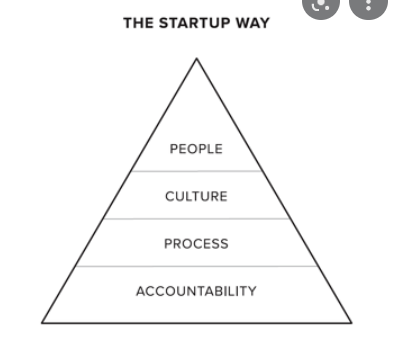 THE STARTUP WAY
PEOPLE
CULTURE
PROCESS
ACCOUNTABILITY